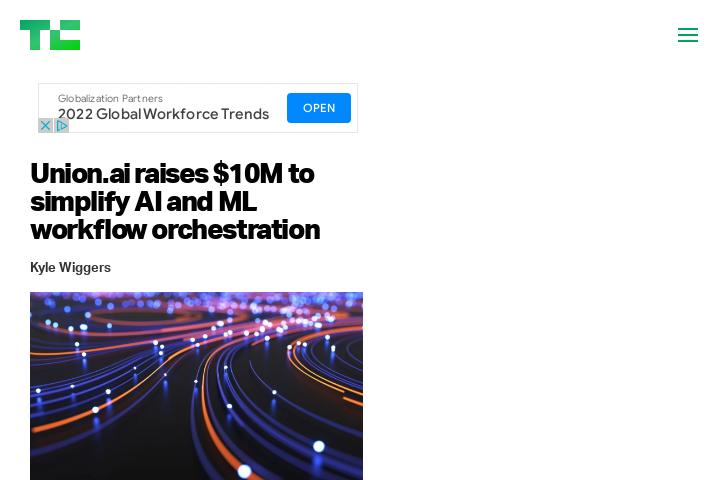 TC
Globalization Partners
2022 Global Workforce Trends
OPEN
Union.ai raises $10M to
simplify AI and ML
workflow orchestration
Kyle Wiggers